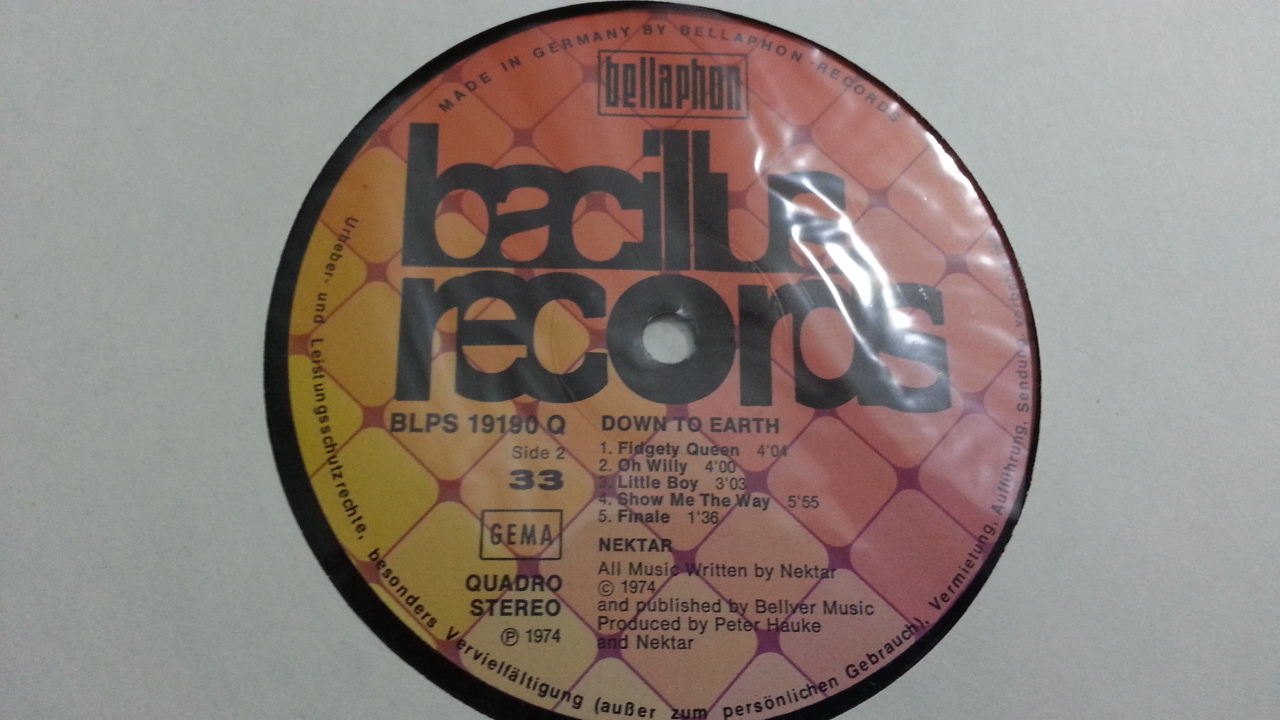 MADE IN GERMANY BY BELLAPHON-RECORDS
bellaphon
bacillus
records
BLPS 19190 Q
Side 2
33
GEMA
QUADRO
STEREO
℗ 1974
DOWN TO EARTH
1. Fidgety Queen 4'04
2. Oh Willy 4'00
3. Little Boy 3'03
4. Show Me The Way 5'55
5. Finale 1'36
NEKTAR
All Music Written by Nektar
© 1974
and published by Bellver Music
Produced by Peter Hauke
and Nektar
Urheber- und Leistungsschutzrechte, besonders Vervielfältigung (außer zum persönlichen Gebrauch), Vermietung, Aufführung, Sendung